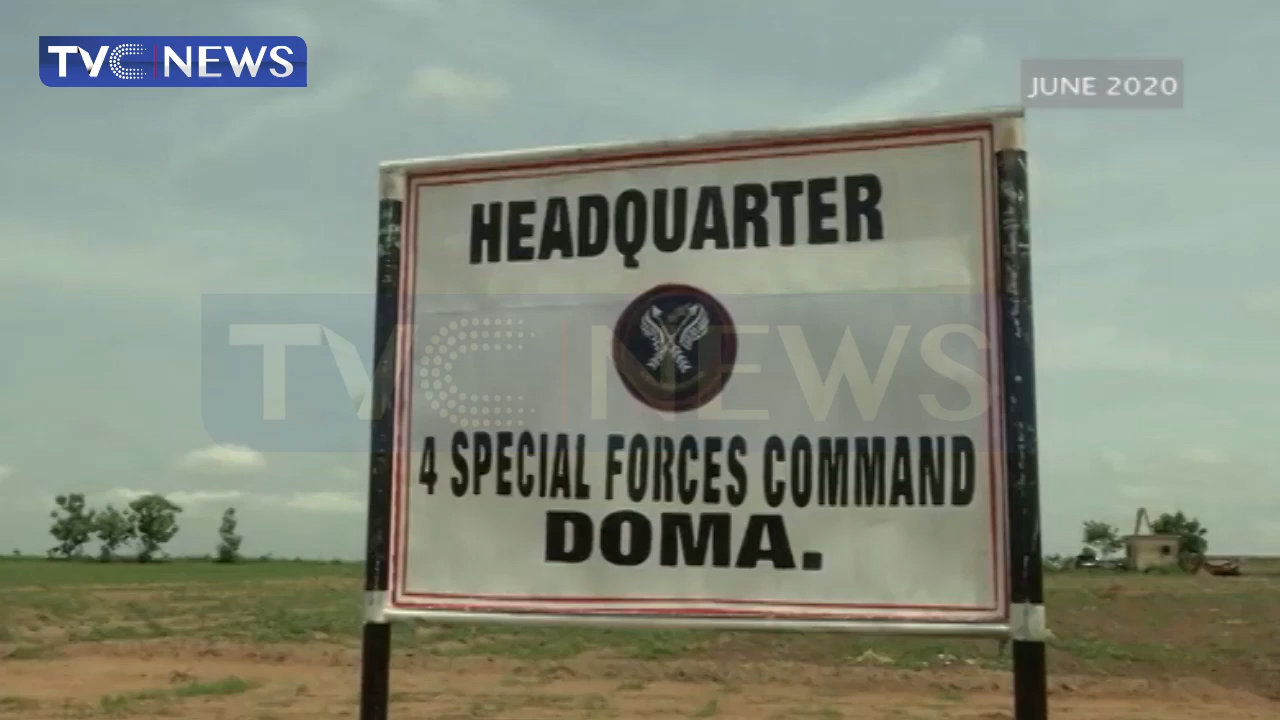 TVC NEWS
JUNE 2020
HEADQUARTER
TVC NEWS
4 SPECIAL FORCES COMMAND
DOMA.